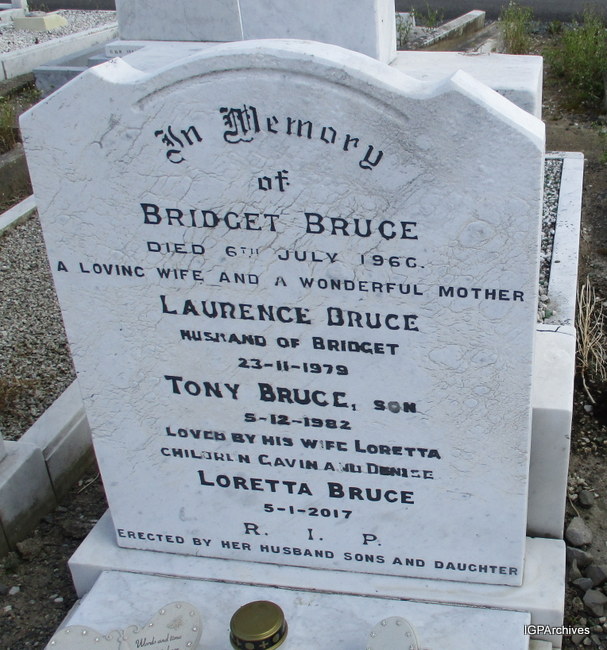 In Memory
of
BRIDGET BRUCE
DIED 6TH JULY 1966.
A LOVING WIFE AND A WONDERFUL MOTHER
LAURENCE BRUCE
HUSBAND OF BRIDGET
23-11-1979
TONY BRUCE, SON
5-12-1982
LOVED BY HIS WIFE LORETTA
CHILDREN GAVIN AND DENISE
LORETTA BRUCE
5-1-2017
R. I. P.
ERECTED BY HER HUSBAND SONS AND DAUGHTER
Words and
IGPArchives